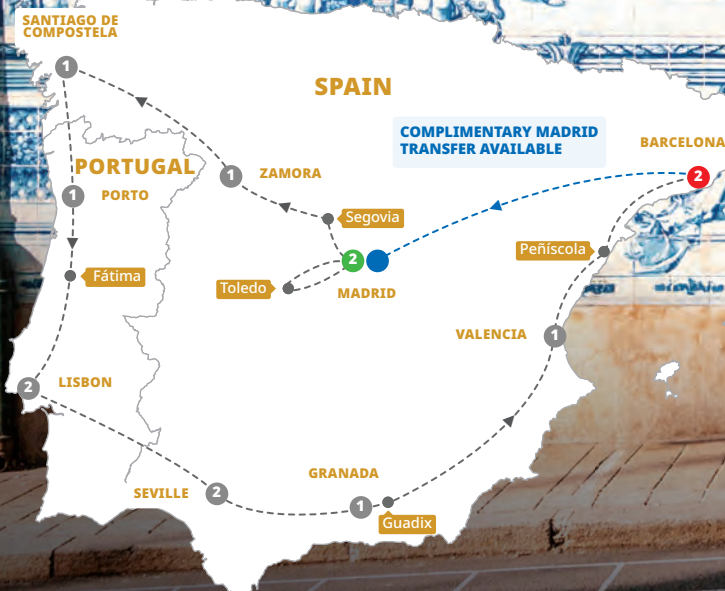 SANTIAGO DE
COMPOSTELA
1
SPAIN
COMPLIMENTARY MADRID
TRANSFER AVAILABLE
BARCELONA
2
PORTUGAL
1
ZAMORA
1
PORTO
Segovia
Peñíscola
Fátima
2
Toledo
MADRID
VALENCIA
1
2
LISBON
GRANADA
SEVILLE
2
1
Guadix